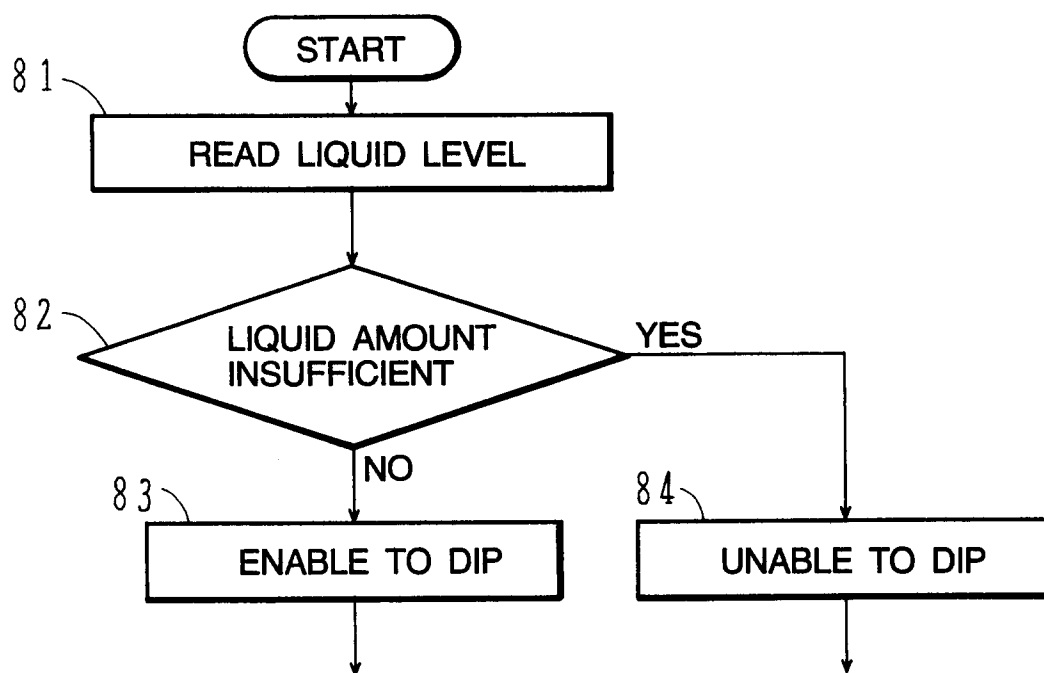 START
81
READ LIQUID LEVEL
82
LIQUID AMOUNT
INSUFFICIENT
YES
NO
83
ENABLE TO DIP
84
UNABLE TO DIP